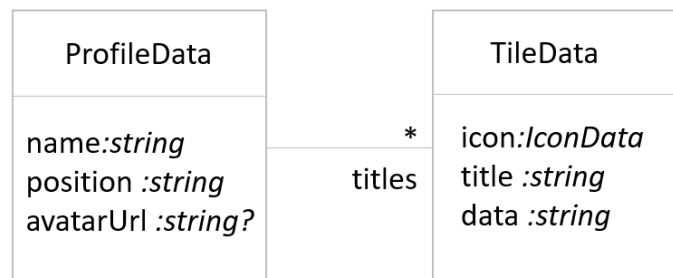 ProfileData
name:string
position :string
avatarUrl :string?
*
titles
TileData
icon:IconData
title :string
data :string